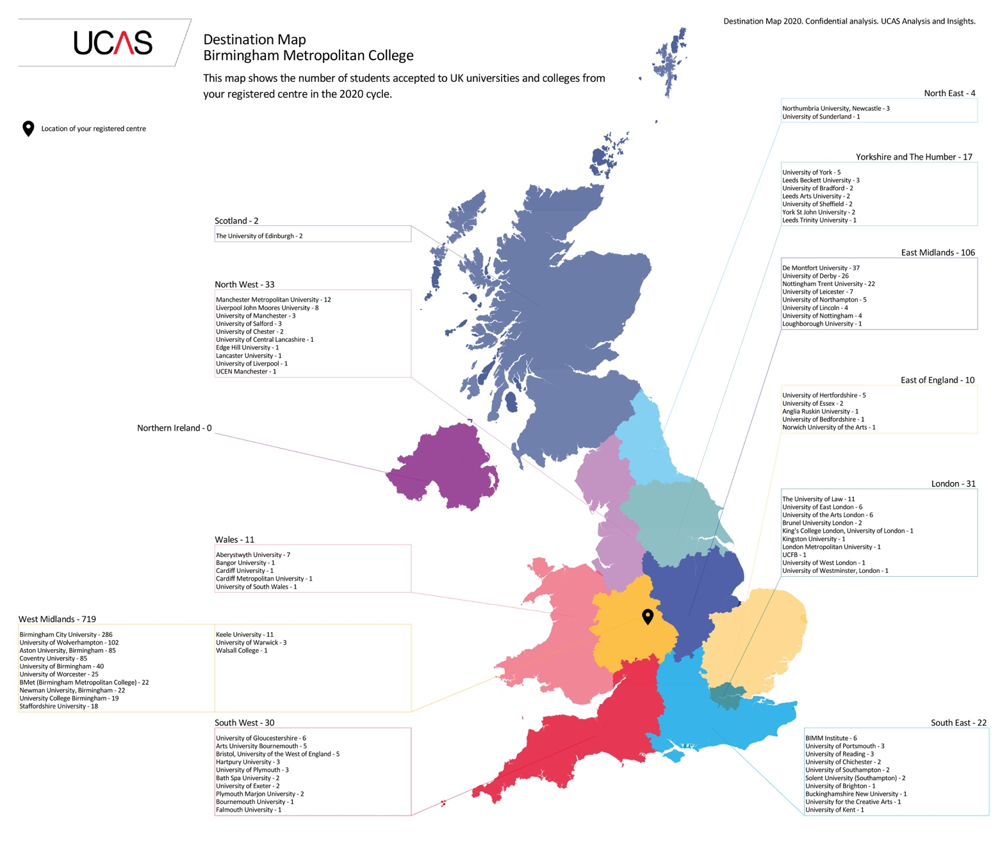 UCAS
Destination Map
Birmingham Metropolitan College
This map shows the number of students accepted to UK universities and colleges from
your registered centre in the 2020 cycle.
Destination Map 2020. Confidential analysis. UCAS Analysis and Insights.
Location of your registered centre
North East - 4
Northumbria University, Newcastle - 3
University of Sunderland - 1
Yorkshire and The Humber - 17
University of York - 5
Leeds Beckett University - 3
University of Bradford - 2
Leeds Arts University - 2
University of Sheffield - 2
York St John University - 2
Leeds Trinity University - 1
Scotland - 2
The University of Edinburgh - 2
East Midlands - 106
De Montfort University - 37
University of Derby - 26
Nottingham Trent University - 22
University of Leicester - 7
University of Northampton - 5
University of Lincoln - 4
University of Nottingham - 4
Loughborough University - 1
North West - 33
Manchester Metropolitan University - 12
Liverpool John Moores University - 8
University of Manchester - 3
University of Salford - 3
University of Chester - 2
University of Central Lancashire - 1
Edge Hill University - 1
Lancaster University - 1
University of Liverpool - 1
UCEN Manchester - 1
East of England - 10
University of Hertfordshire - 5
University of Essex - 2
Anglia Ruskin University - 1
University of Bedfordshire - 1
Norwich University of the Arts - 1
Northern Ireland - 0
London - 31
The University of Law - 11
University of East London - 6
University of the Arts London - 6
Brunel University London - 2
King's College London, University of London - 1
Kingston University - 1
London Metropolitan University - 1
UCFB - 1
University of West London - 1
University of Westminster, London - 1
Wales - 11
Aberystwyth University - 7
Bangor University - 1
Cardiff University - 1
Cardiff Metropolitan University - 1
University of South Wales - 1
West Midlands - 719
Birmingham City University - 286
University of Wolverhampton - 102
Aston University, Birmingham - 85
Coventry University - 85
University of Birmingham - 40
University of Worcester - 25
BMet (Birmingham Metropolitan College) - 22
Newman University, Birmingham - 22
University College Birmingham - 19
Staffordshire University - 18
Keele University - 11
University of Warwick - 3
Walsall College - 1
South West - 30
University of Gloucestershire - 6
Arts University Bournemouth - 5
Bristol, University of the West of England - 5
Hartpury University - 3
University of Plymouth - 3
Bath Spa University - 2
University of Exeter - 2
Plymouth Marjon University - 2
Bournemouth University - 1
Falmouth University - 1
South East - 22
BIMM Institute - 6
University of Portsmouth - 3
University of Reading - 3
University of Chichester - 2
University of Southampton - 2
Solent University (Southampton) - 2
University of Brighton - 1
Buckinghamshire New University - 1
University for the Creative Arts - 1
University of Kent - 1